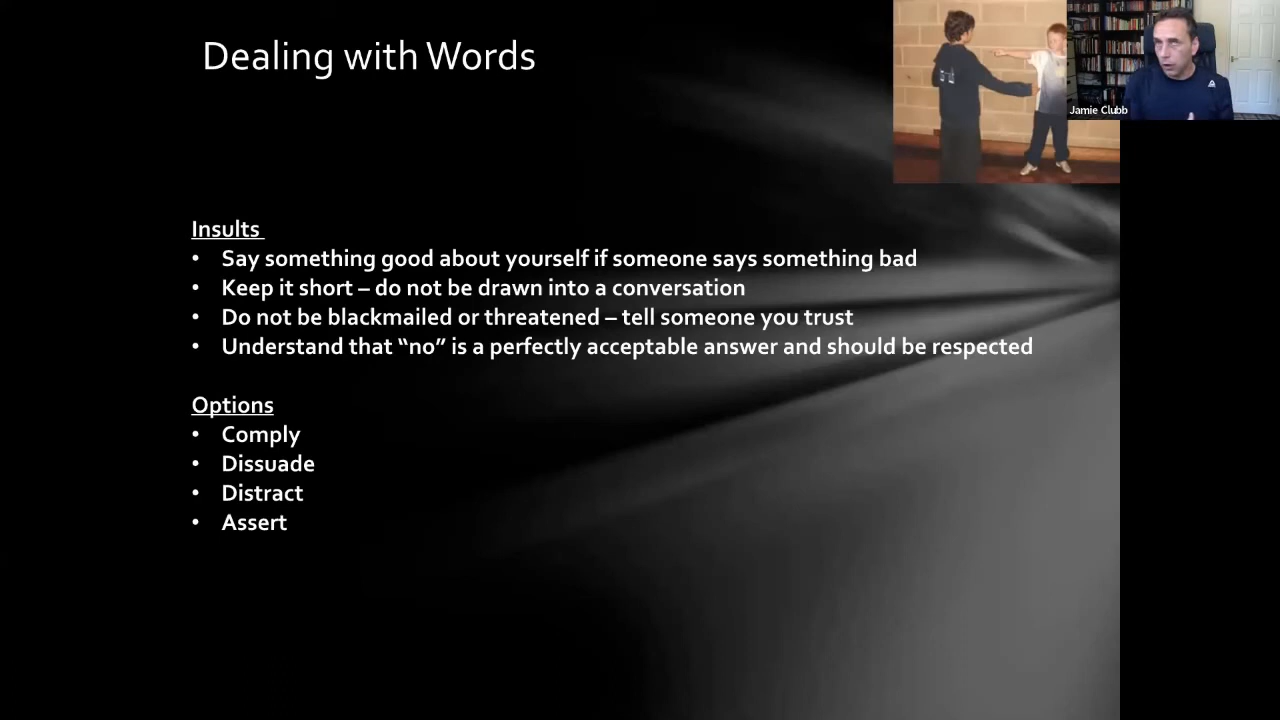 Dealing with Words
Jamie Clubb
Insults
• Say something good about yourself if someone says something bad
• Keep it short – do not be drawn into a conversation
• Do not be blackmailed or threatened – tell someone you trust
• Understand that “no” is a perfectly acceptable answer and should be respected
Options
• Comply
• Dissuade
• Distract
• Assert